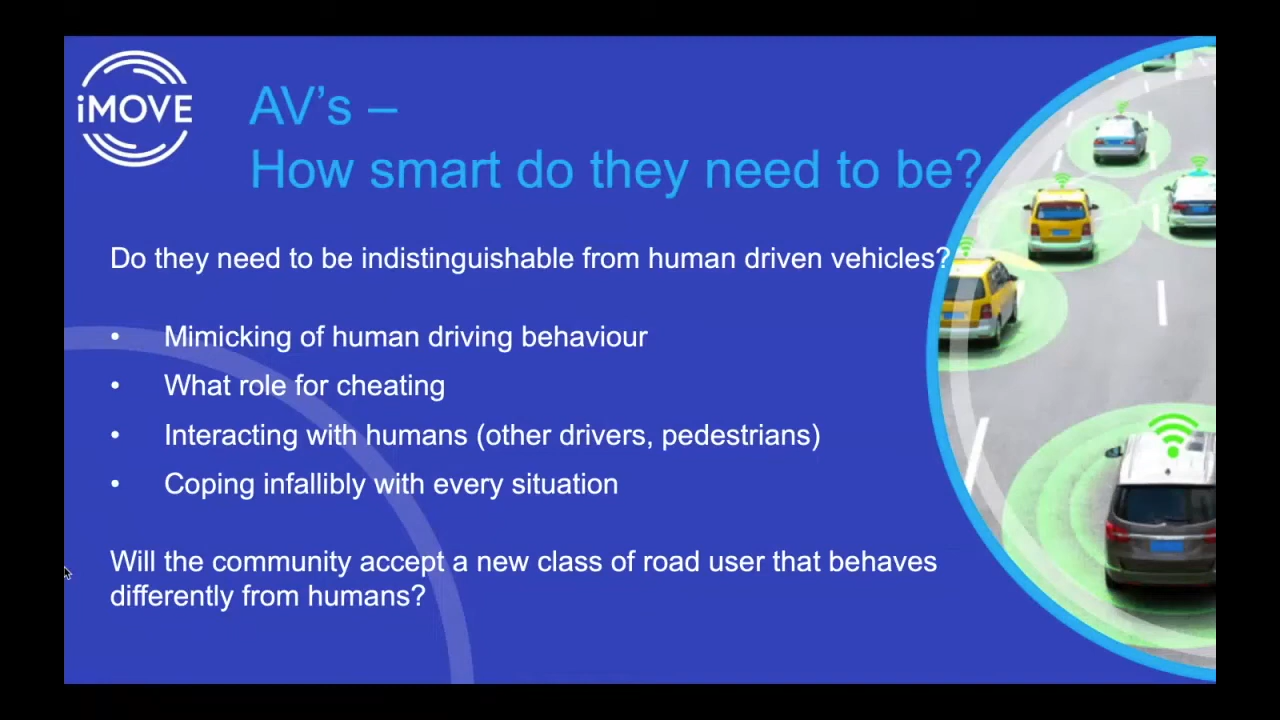 iMOVE
AV’s –
How smart do they need to be?
Do they need to be indistinguishable from human driven vehicles?
• Mimicking of human driving behaviour
• What role for cheating
• Interacting with humans (other drivers, pedestrians)
• Coping infallibly with every situation
Will the community accept a new class of road user that behaves
differently from humans?